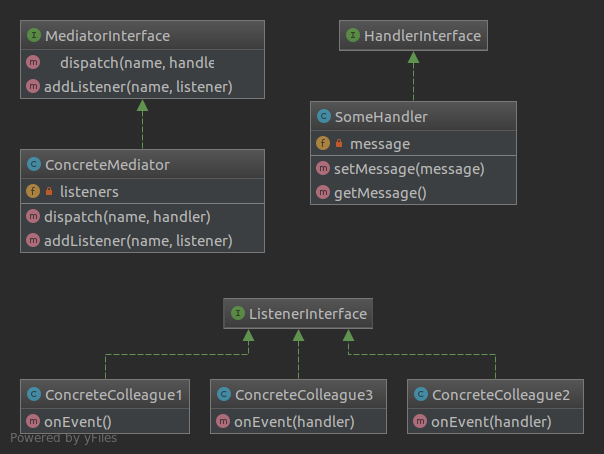 MediatorInterface
dispatch(name, handle
addListener(name, listener)
HandlerInterface
SomeHandler
message
setMessage(message)
getMessage()
ConcreteMediator
listeners
dispatch(name, handler)
addListener(name, listener)
ListenerInterface
ConcreteColleague1
onEvent()
ConcreteColleague3
onEvent(handler)
ConcreteColleague2
onEvent(handler)
Powered by yFiles